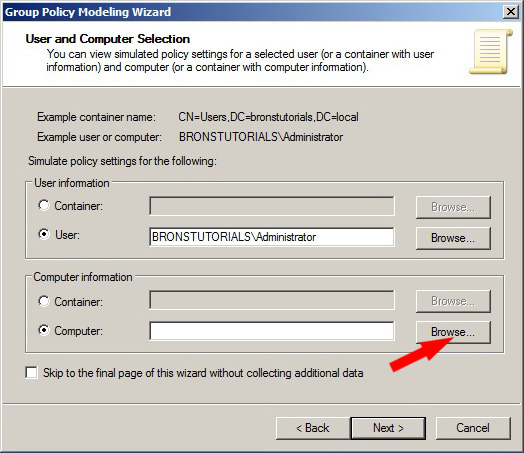 Group Policy Modeling Wizard
User and Computer Selection
You can view simulated policy settings for a selected user (or a container with user
information) and computer (or a container with computer information).
Example container name: CN=Users,DC=bronstutorials,DC=local
Example user or computer: BRONSTUTORIALS\Administrator
Simulate policy settings for the following:
User information
Container: Browse...
User: BRONSTUTORIALS\Administrator Browse...
Computer information
Container: Browse...
Computer: Browse...
Skip to the final page of this wizard without collecting additional data
< Back Next > Cancel